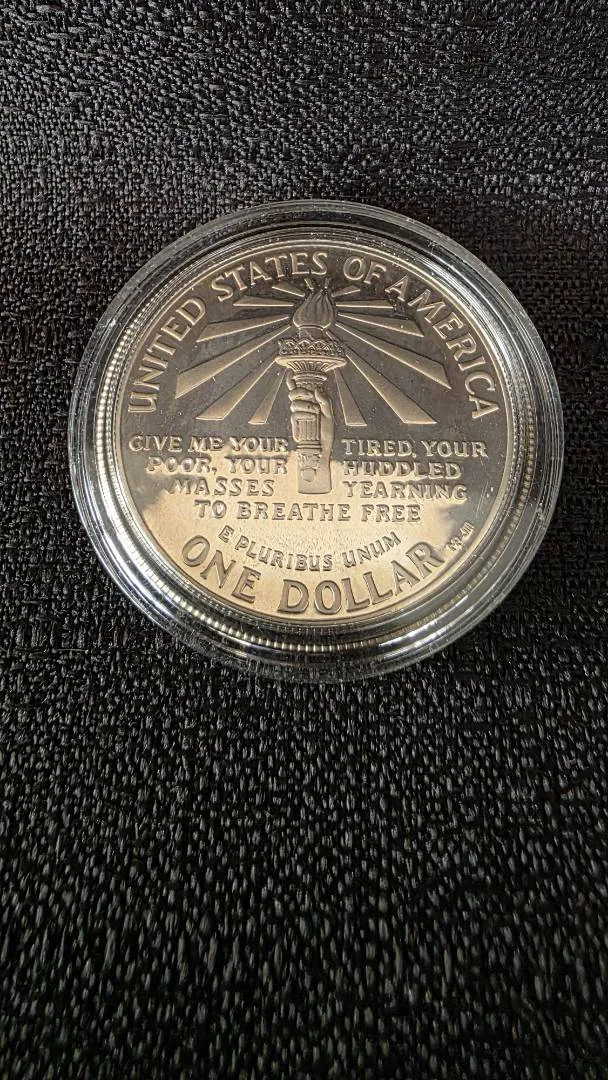 UNITED STATES OF AMERICA
GIVE ME YOUR TIRED, YOUR
POOR, YOUR HUDDLED
MASSES YEARNING
TO BREATHE FREE
E PLURIBUS UNUM
ONE DOLLAR